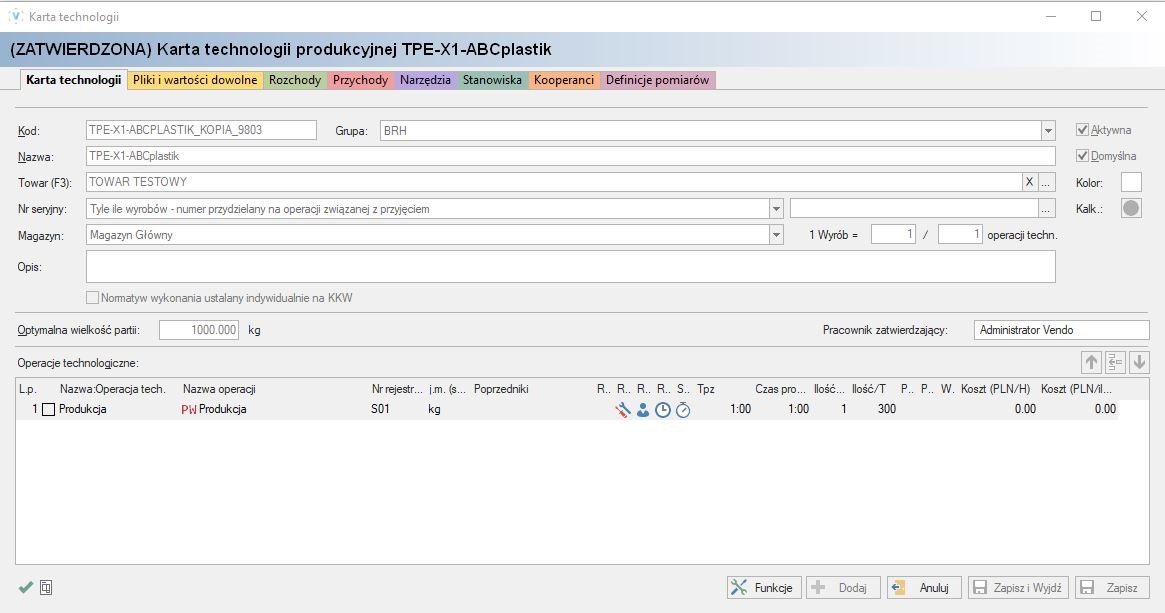 Karta technologii
(ZATWIERDZONA) Karta technologii produkcyjnej TPE-X1-ABCplastik
Karta technologii Pliki i wartości dowolne Rozchody Przychody Narzędzia Stanowiska Kooperanci Definicje pomiarów
Kod: TPE-X1-ABCPLASTIK_KOPIA_9803 Grupa: BRH Aktywna
Nazwa: TPE-X1-ABCplastik Domyślna
Towar (F3): TOWAR TESTOWY X ... Kolor:
Nr seryjny: Tyle ile wyrobów - numer przydzielany na operacji związanej z przyjęciem ... Kalk.:
Magazyn: Magazyn Główny 1 Wyrób = 1 / 1 operacji techn.
Opis:
Normatyw wykonania ustalany indywidualnie na KKW
Optymalna wielkość partii: 1000.000 kg Pracownik zatwierdzający: Administrator Vendo
Operacje technologiczne:
L.p. Nazwa:Operacja tech. Nazwa operacji Nr rejestr... j.m. (s... Poprzedniki R.. R.. R.. R.. S.. Tpz Czas pro... Ilość... Ilość/T P.. P.. W. Koszt (PLN/H) Koszt (PLN/il...
1 Produkcja PW Produkcja S01 kg 1:00 1:00 1 300 0.00 0.00
Funkcje Dodaj Anuluj Zapisz i Wyjdź Zapisz